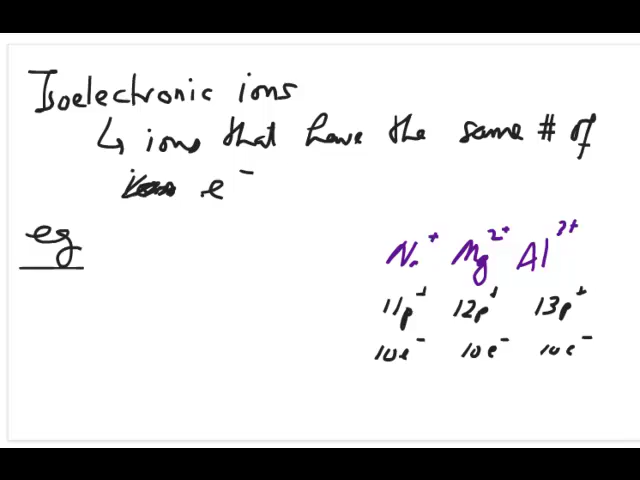 Isoelectronic ions
↳ ions that have the same # of
e⁻
eg
Na⁺ Mg²⁺ Al³⁺
11p⁺ 12p⁺ 13p⁺
10e⁻ 10e⁻ 10e⁻